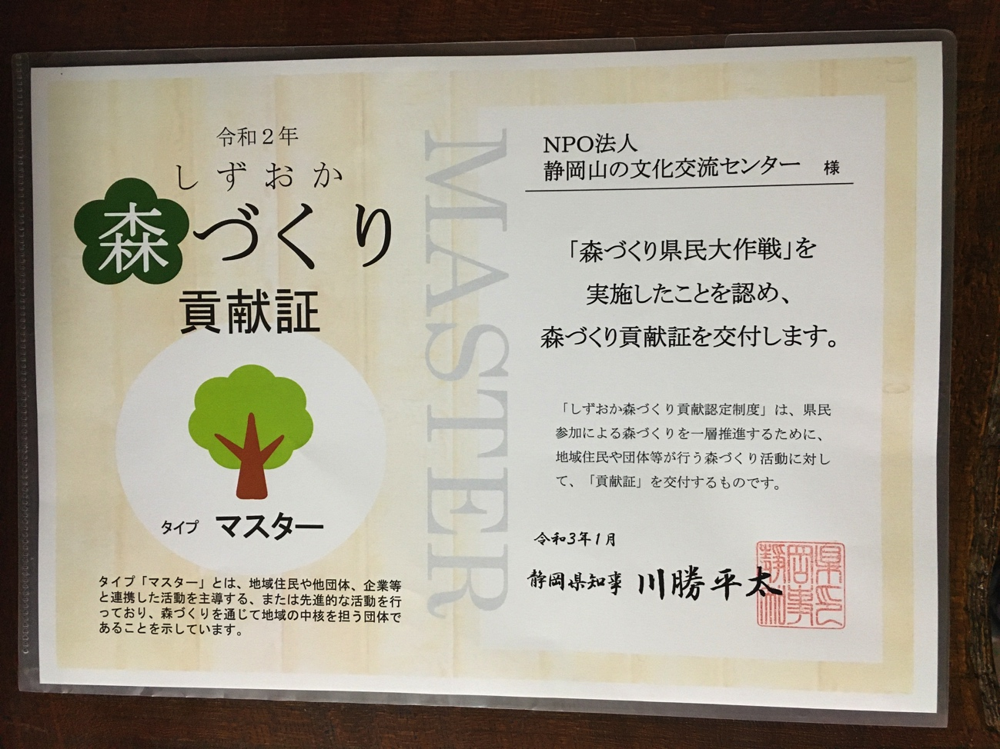 令和２年
しずおか
森づくり
貢献証
タイプ マスター
タイプ「マスター」とは、地域住民や他団体、企業等
と連携した活動を主導する、または先進的な活動を行
っており、森づくりを通じて地域の中核を担う団体で
あることを示しています。
MASTER
NPO法人
静岡山の文化交流センター 様
「森づくり県民大作戦」を
実施したことを認め、
森づくり貢献証を交付します。
「しずおか森づくり貢献認定制度」は、県民
参加による森づくりを一層推進するために、
地域住民や団体等が行う森づくり活動に対し
て、「貢献証」を交付するものです。
令和3年1月
静岡県知事 川勝平太